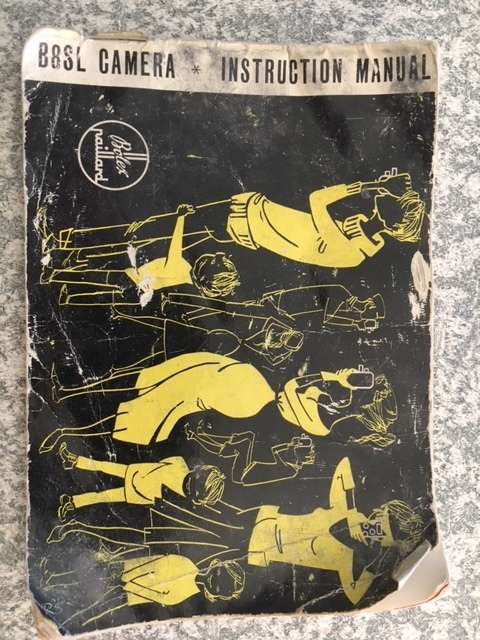 B8SL CAMERA * INSTRUCTION MANUAL
Bolex
Paillard